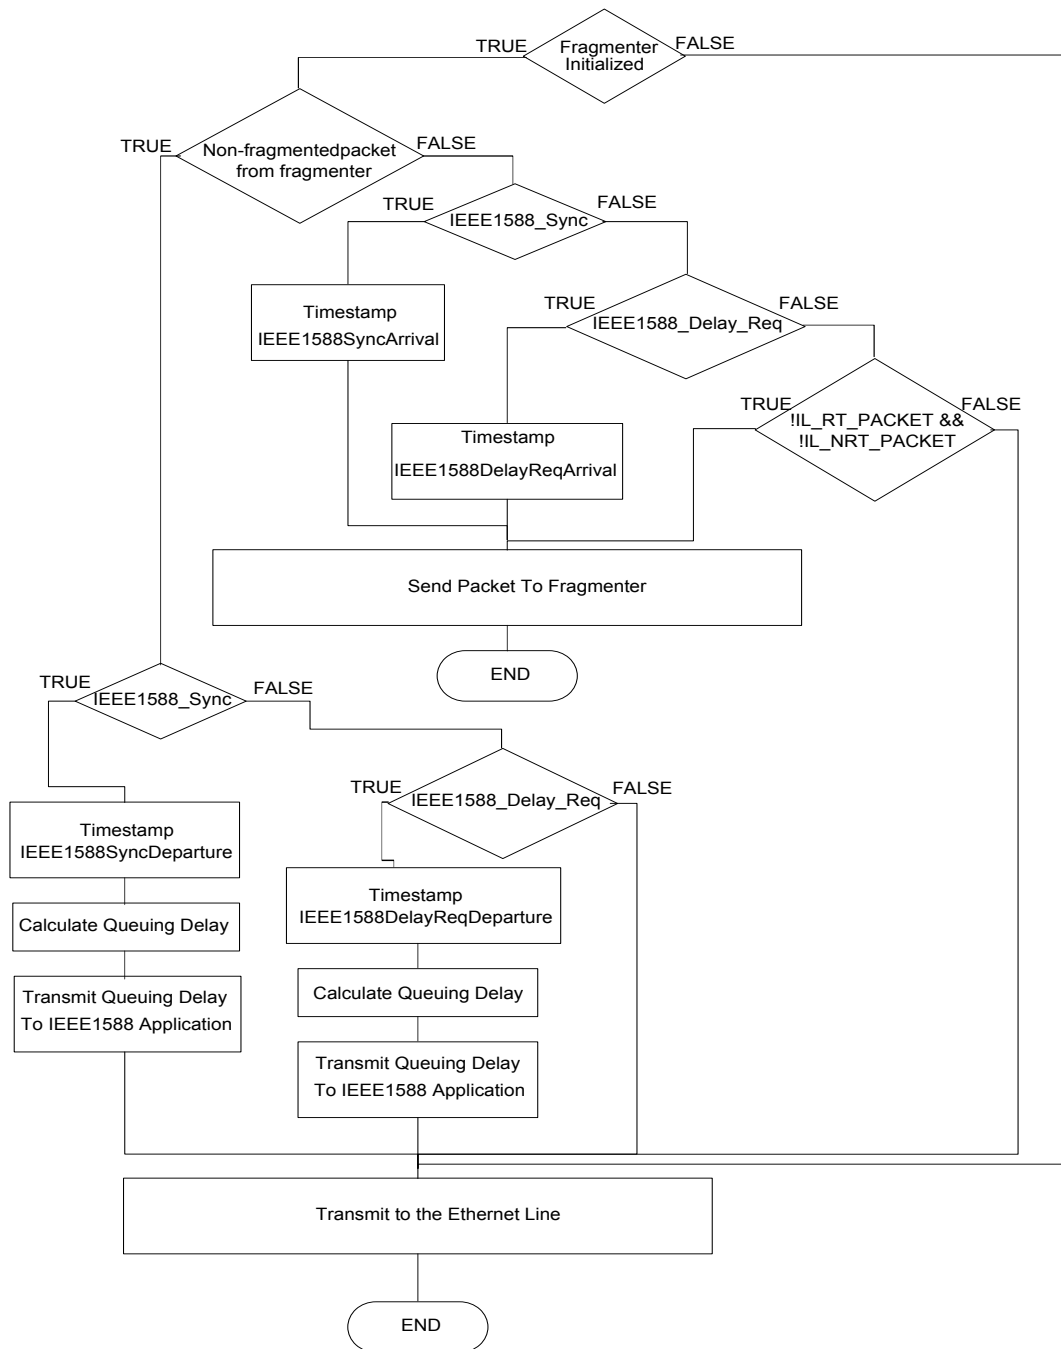 TRUE
Fragmenter
Initialized
FALSE
TRUE
Non-fragmentedpacket
from fragmenter
FALSE
TRUE
IEEE1588_Sync
FALSE
Timestamp
IEEE1588SyncArrival
TRUE
IEEE1588_Delay_Req
FALSE
Timestamp
IEEE1588DelayReqArrival
TRUE
!IL_RT_PACKET &&
!IL_NRT_PACKET
FALSE
Send Packet To Fragmenter
END
TRUE
IEEE1588_Sync
FALSE
TRUE
IEEE1588_Delay_Req
FALSE
Timestamp
IEEE1588SyncDeparture
Calculate Queuing Delay
Transmit Queuing Delay
To IEEE1588 Application
Timestamp
IEEE1588DelayReqDeparture
Calculate Queuing Delay
Transmit Queuing Delay
To IEEE1588 Application
Transmit to the Ethernet Line
END